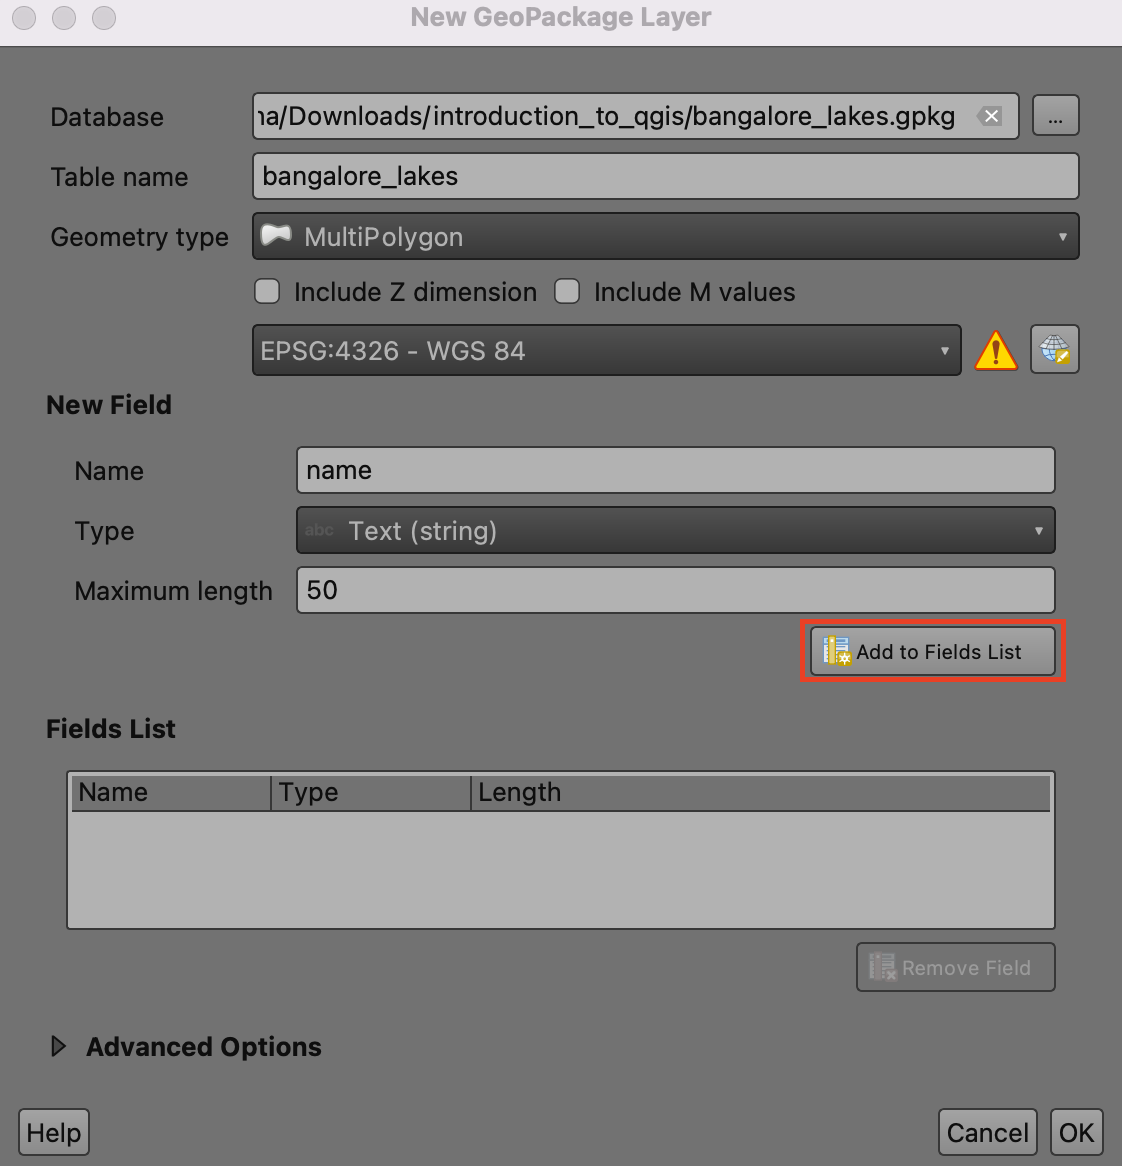 New GeoPackage Layer
Database
na/Downloads/introduction_to_qgis/bangalore_lakes.gpkg
...
Table name
bangalore_lakes
Geometry type
MultiPolygon
Include Z dimension
Include M values
EPSG:4326 - WGS 84
New Field
Name
name
Type
abc Text (string)
Maximum length
50
Add to Fields List
Fields List
Name Type Length
Remove Field
Advanced Options
Help Cancel OK